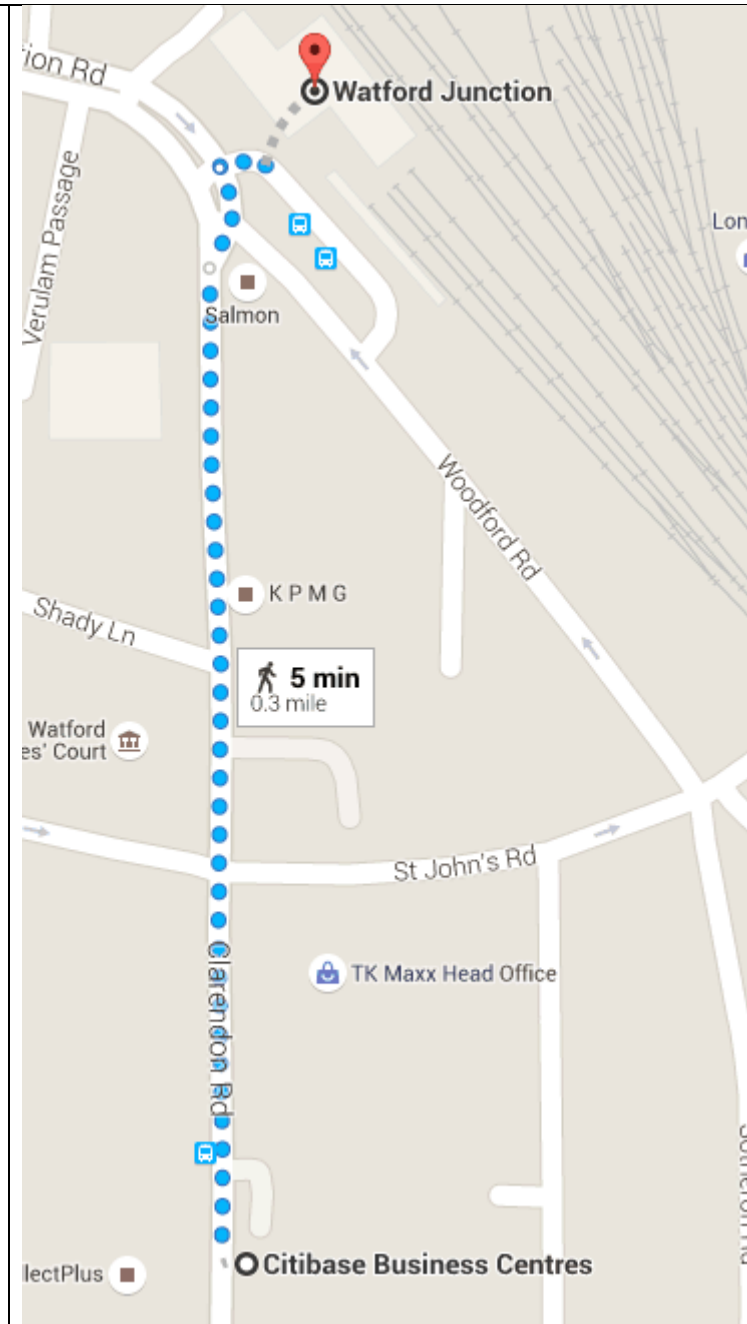 ion Rd
Watford Junction
Verulam Passage
Lon
Salmon
Woodford Rd
K P M G
Shady Ln
5 min
0.3 mile
Watford
es' Court
St John's Rd
TK Maxx Head Office
Clarendon Rd
Citibase Business Centres
llectPlus